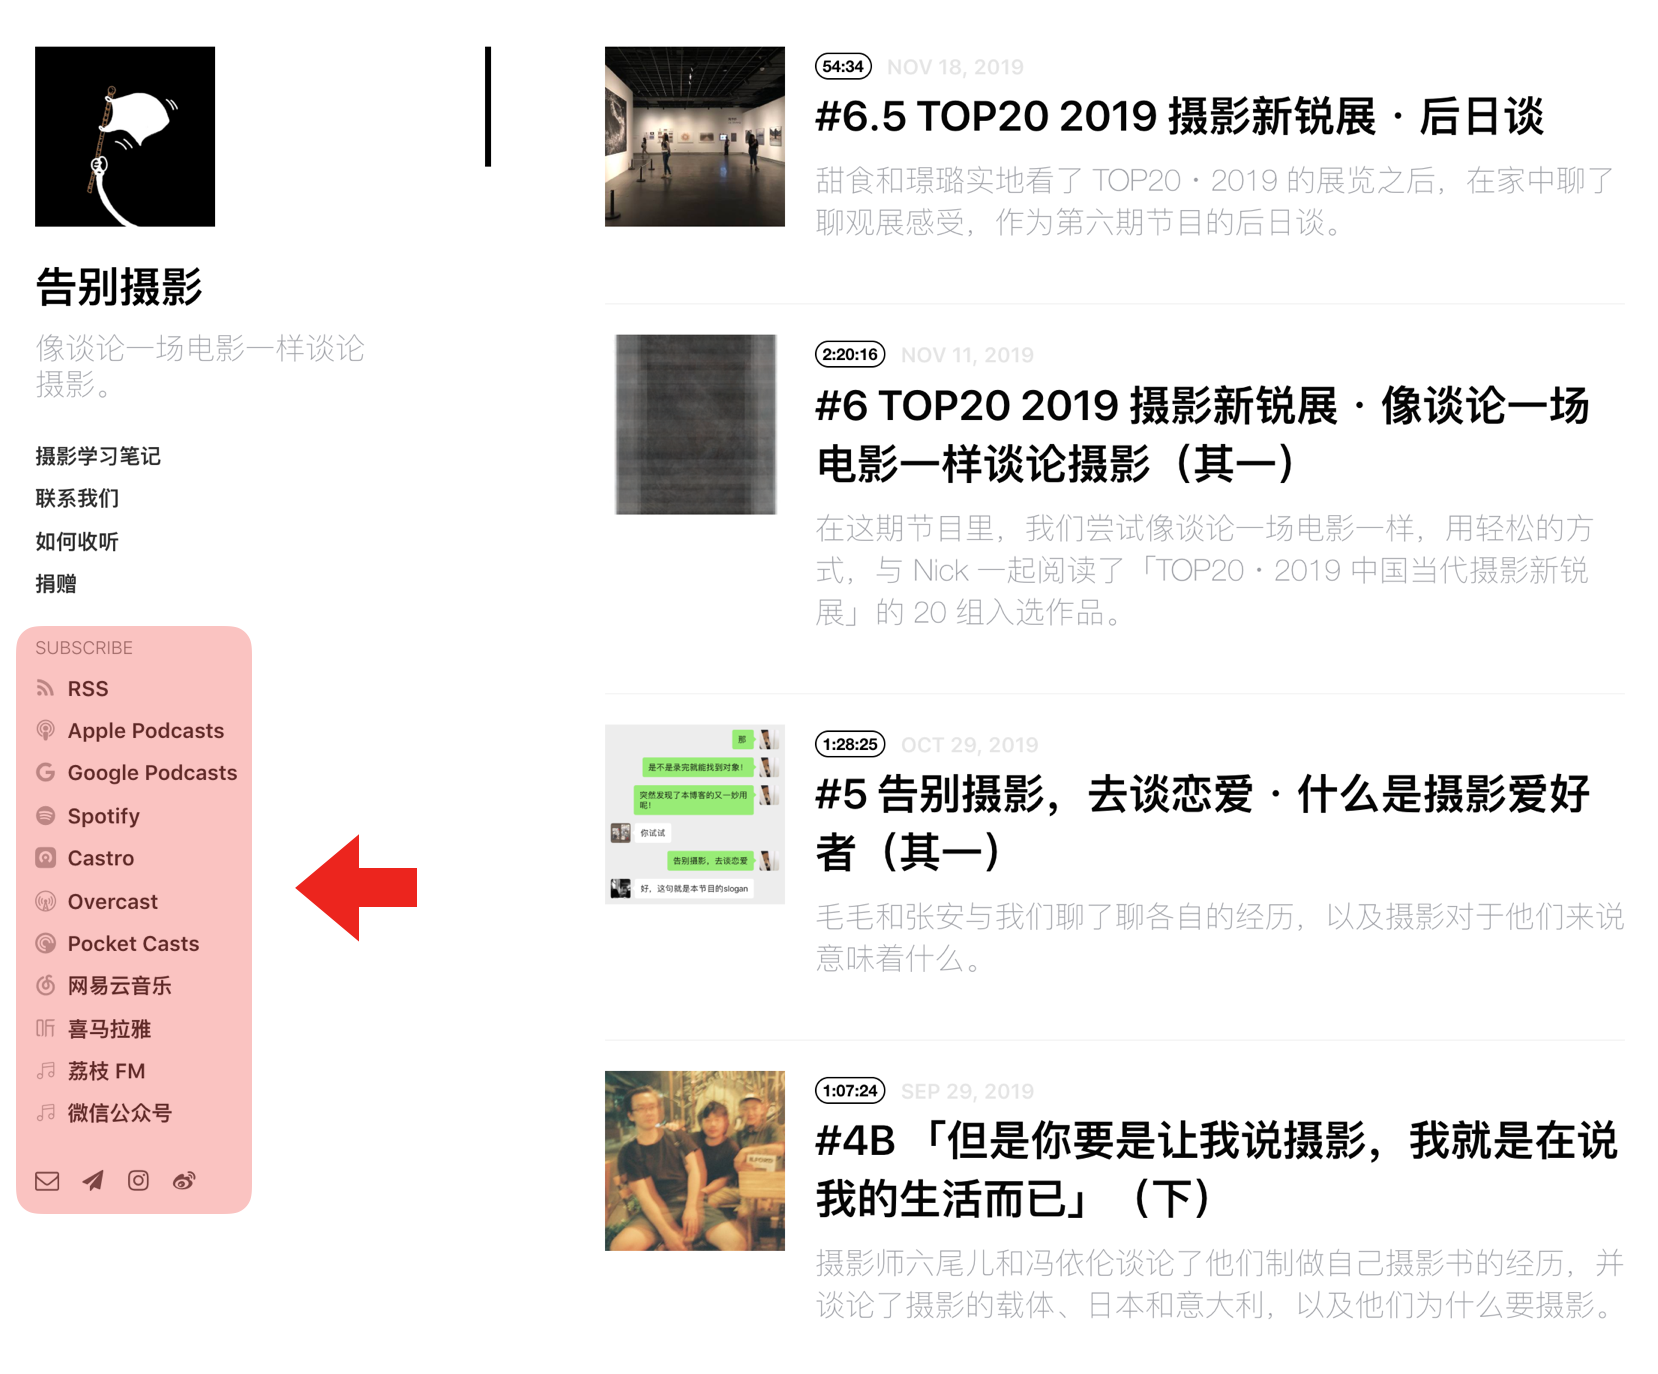 告别摄影
像谈论一场电影一样谈论
摄影。
摄影学习笔记
联系我们
如何收听
捐赠
SUBSCRIBE
RSS
Apple Podcasts
Google Podcasts
Spotify
Castro
Overcast
Pocket Casts
网易云音乐
喜马拉雅
荔枝 FM
微信公众号
54:34 NOV 18, 2019
#6.5 TOP20 2019 摄影新锐展 · 后日谈
甜食和璟璐实地看了 TOP20・2019 的展览之后，在家中聊了
聊观展感受，作为第六期节目的后日谈。
2:20:16 NOV 11, 2019
#6 TOP20 2019 摄影新锐展 · 像谈论一场
电影一样谈论摄影（其一）
在这期节目里，我们尝试像谈论一场电影一样，用轻松的方
式，与 Nick 一起阅读了「TOP20・2019 中国当代摄影新锐
展」的 20 组入选作品。
那
是不是录完就能找到对象！
突然发现了本博客的又一妙用
呢！
你试试
告别摄影，去谈恋爱
好，这句就是本节目的slogan
1:28:25 OCT 29, 2019
#5 告别摄影，去谈恋爱 · 什么是摄影爱好
者（其一）
毛毛和张安与我们聊了聊各自的经历，以及摄影对于他们来说
意味着什么。
1:07:24 SEP 29, 2019
#4B 「但是你要是让我说摄影，我就是在说
我的生活而已」（下）
摄影师六尾儿和冯依伦谈论了他们制做自己摄影书的经历，并
谈论了摄影的载体、日本和意大利，以及他们为什么要摄影。